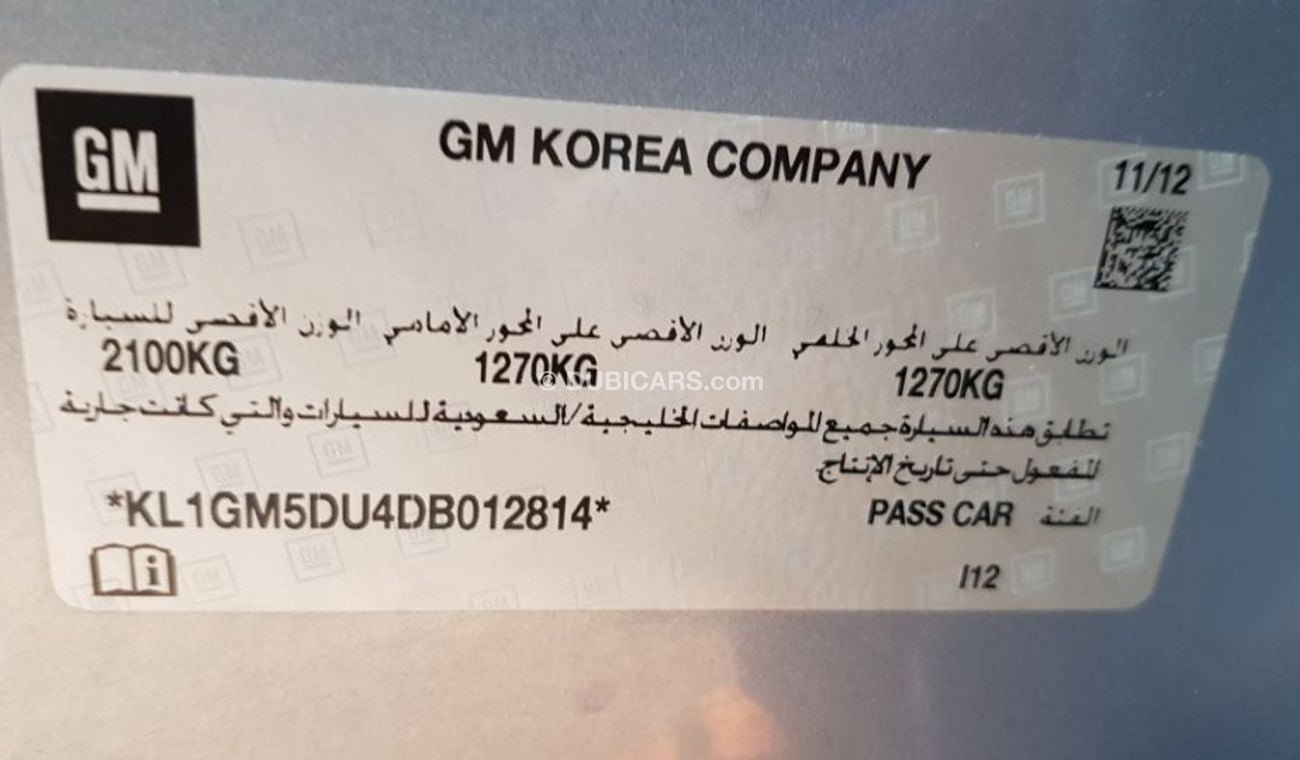 GM
GM KOREA COMPANY
11/12
الوزن الأقصى على المحور الخلفي الوزن الأقصى على المحور الأمامي الوزن الأقصى للسيارة
2100KG 1270KG 1270KG
© DUBICARS.com
تطابق هذه السيارة جميع المواصفات الخليجية/السعودية للسيارات والتي كانت جارية
المفعول حتى تاريخ الإنتاج
*KL1GM5DU4DB012814*
PASS CAR الفئة
i
I12